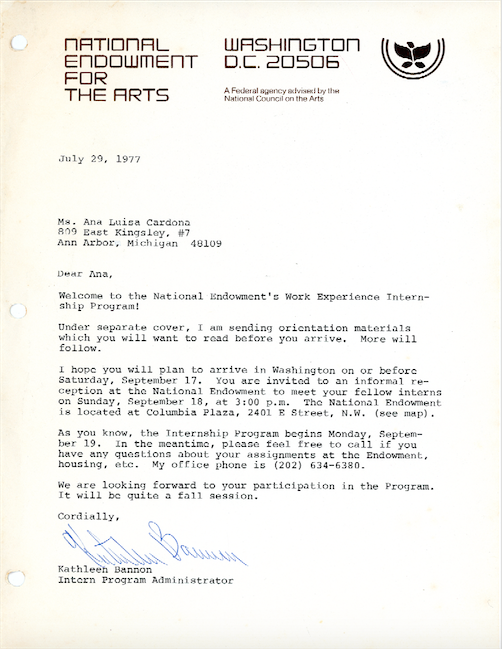 NATIONAL
ENDOWMENT
FOR
THE ARTS
WASHINGTON
D.C. 20506
A Federal agency advised by the
National Council on the Arts
July 29, 1977
Ms. Ana Luisa Cardona
809 East Kingsley, #7
Ann Arbor, Michigan 48109
Dear Ana,
Welcome to the National Endowment's Work Experience Intern-
ship Program!
Under separate cover, I am sending orientation materials
which you will want to read before you arrive. More will
follow.
I hope you will plan to arrive in Washington on or before
Saturday, September 17. You are invited to an informal re-
ception at the National Endowment to meet your fellow interns
on Sunday, September 18, at 3:00 p.m. The National Endowment
is located at Columbia Plaza, 2401 E Street, N.W. (see map).
As you know, the Internship Program begins Monday, Septem-
ber 19. In the meantime, please feel free to call if you
have any questions about your assignments at the Endowment,
housing, etc. My office phone is (202) 634-6380.
We are looking forward to your participation in the Program.
It will be quite a fall session.
Cordially,
Kathleen Bannon
Kathleen Bannon
Intern Program Administrator